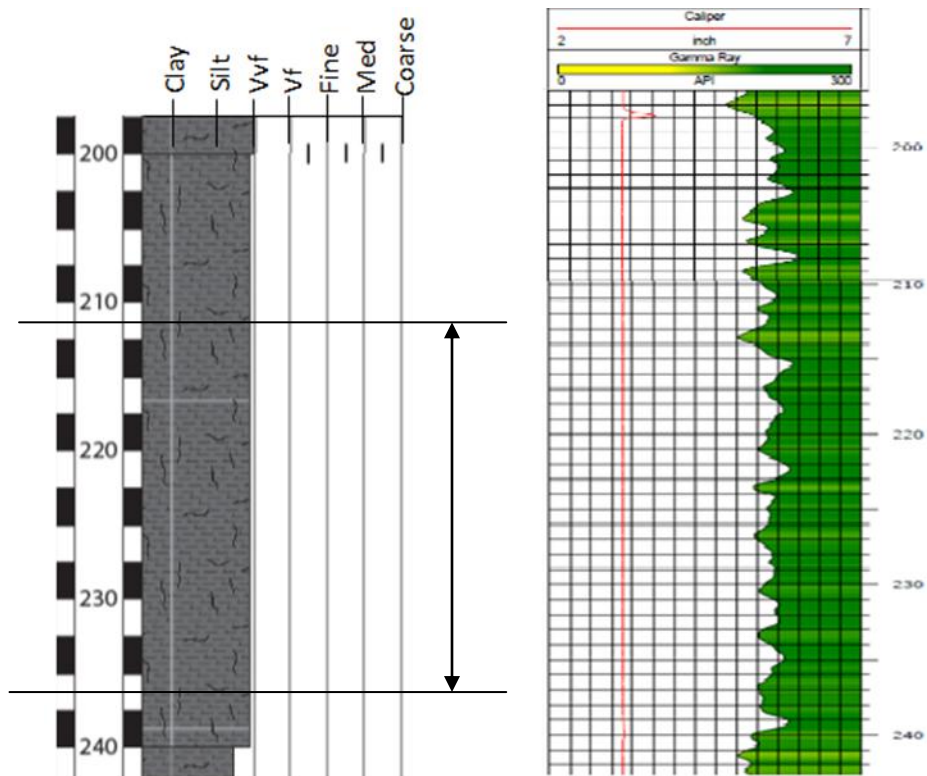 Clay
Silt
Vvf
Vf
Fine
Med
Coarse
200
210
220
230
240
Caliper
2 inch 7
Gamma Ray
0 API 300
200
210
220
230
240